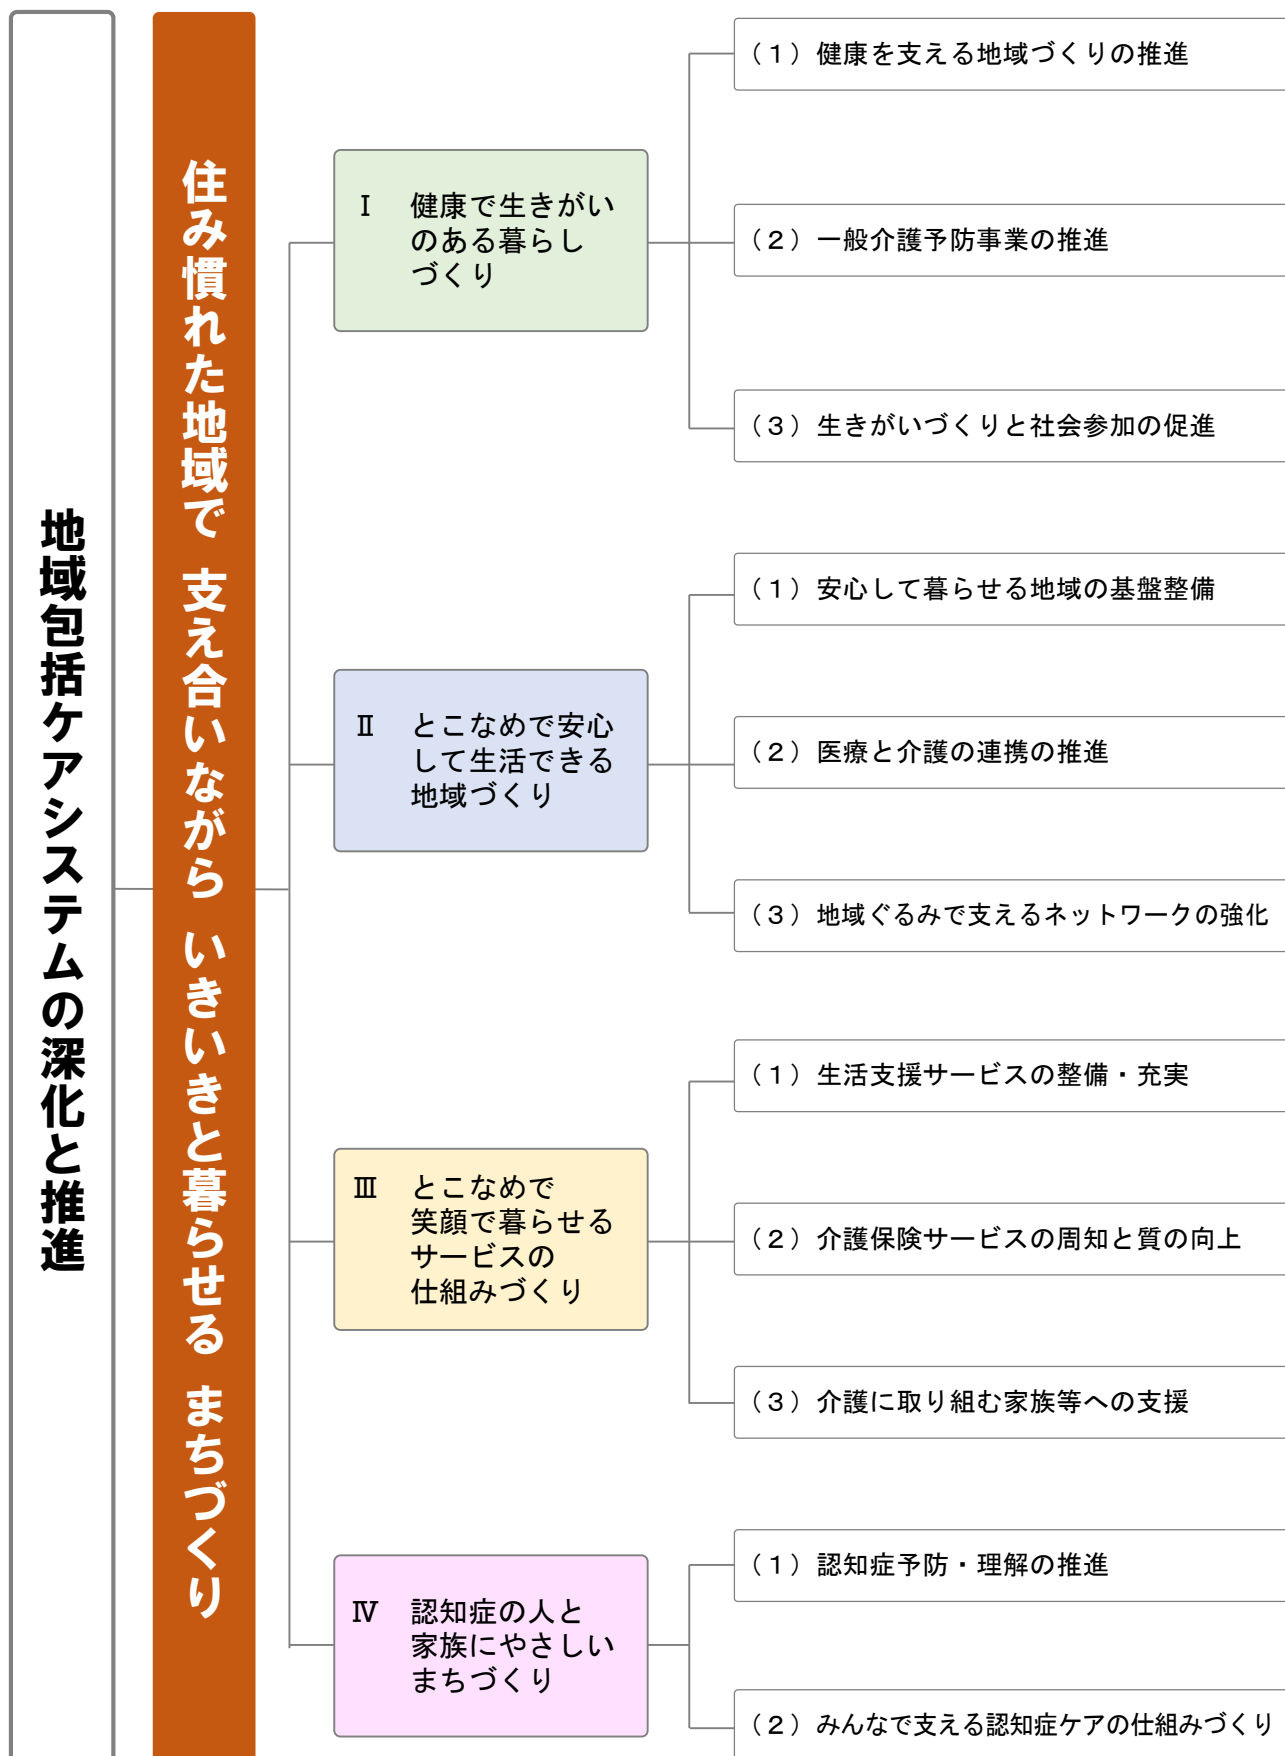 地域包括ケアシステムの深化と推進
住み慣れた地域で 支え合いながら いきいきと暮らせる まちづくり
Ⅰ 健康で生きがい
のある暮らし
づくり
（1）健康を支える地域づくりの推進
（2）一般介護予防事業の推進
（3）生きがいづくりと社会参加の促進
Ⅱ とこなめで安心
して生活できる
地域づくり
（1）安心して暮らせる地域の基盤整備
（2）医療と介護の連携の推進
（3）地域ぐるみで支えるネットワークの強化
Ⅲ とこなめで
笑顔で暮らせる
サービスの
仕組みづくり
（1）生活支援サービスの整備・充実
（2）介護保険サービスの周知と質の向上
（3）介護に取り組む家族等への支援
Ⅳ 認知症の人と
家族にやさしい
まちづくり
（1）認知症予防・理解の推進
（2）みんなで支える認知症ケアの仕組みづくり